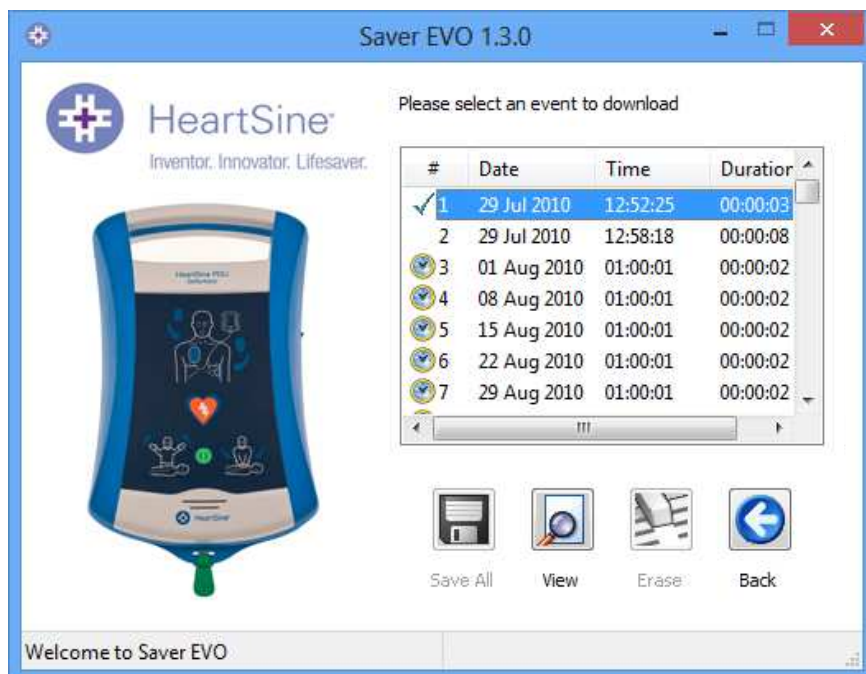 Saver EVO 1.3.0
HeartSine
Inventor. Innovator. Lifesaver.
Please select an event to download
# Date Time Duration
1 29 Jul 2010 12:52:25 00:00:03
2 29 Jul 2010 12:58:18 00:00:08
3 01 Aug 2010 01:00:01 00:00:02
4 08 Aug 2010 01:00:01 00:00:02
5 15 Aug 2010 01:00:01 00:00:02
6 22 Aug 2010 01:00:01 00:00:02
7 29 Aug 2010 01:00:01 00:00:02
HeartSine
Save All View Erase Back
Welcome to Saver EVO